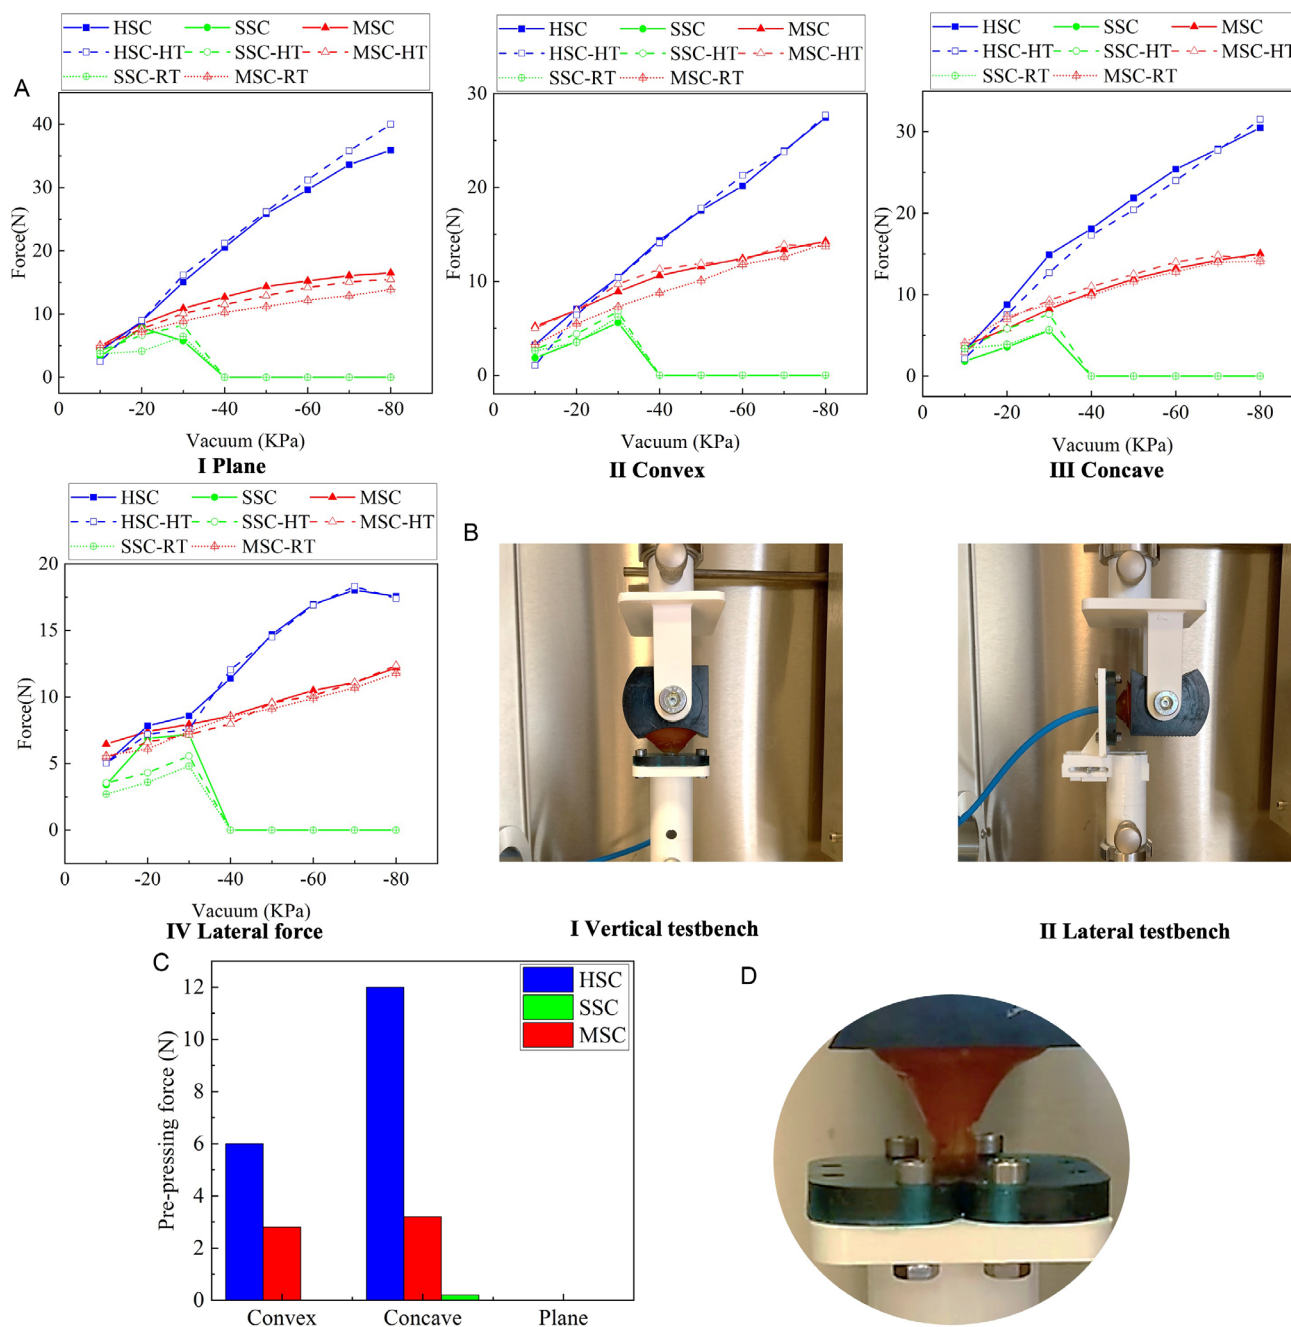 A
HSC SSC MSC
HSC-HT SSC-HT MSC-HT
SSC-RT MSC-RT
Force(N)
40
30
20
10
0
0 -20 -40 -60 -80
Vacuum (KPa)
I Plane
HSC SSC MSC
HSC-HT SSC-HT MSC-HT
SSC-RT MSC-RT
Force(N)
30
20
10
0
0 -20 -40 -60 -80
Vacuum (KPa)
II Convex
HSC SSC MSC
HSC-HT SSC-HT MSC-HT
SSC-RT MSC-RT
Force(N)
40
30
20
10
0
0 -20 -40 -60 -80
Vacuum (KPa)
III Concave
HSC SSC MSC
HSC-HT SSC-HT MSC-HT
SSC-RT MSC-RT
Force(N)
20
15
10
5
0
0 -20 -40 -60 -80
Vacuum (KPa)
IV Lateral force
B
I Vertical testbench
II Lateral testbench
C
HSC
SSC
MSC
Pre-pressing force (N)
12
10
8
6
4
2
0
Convex Concave Plane
D